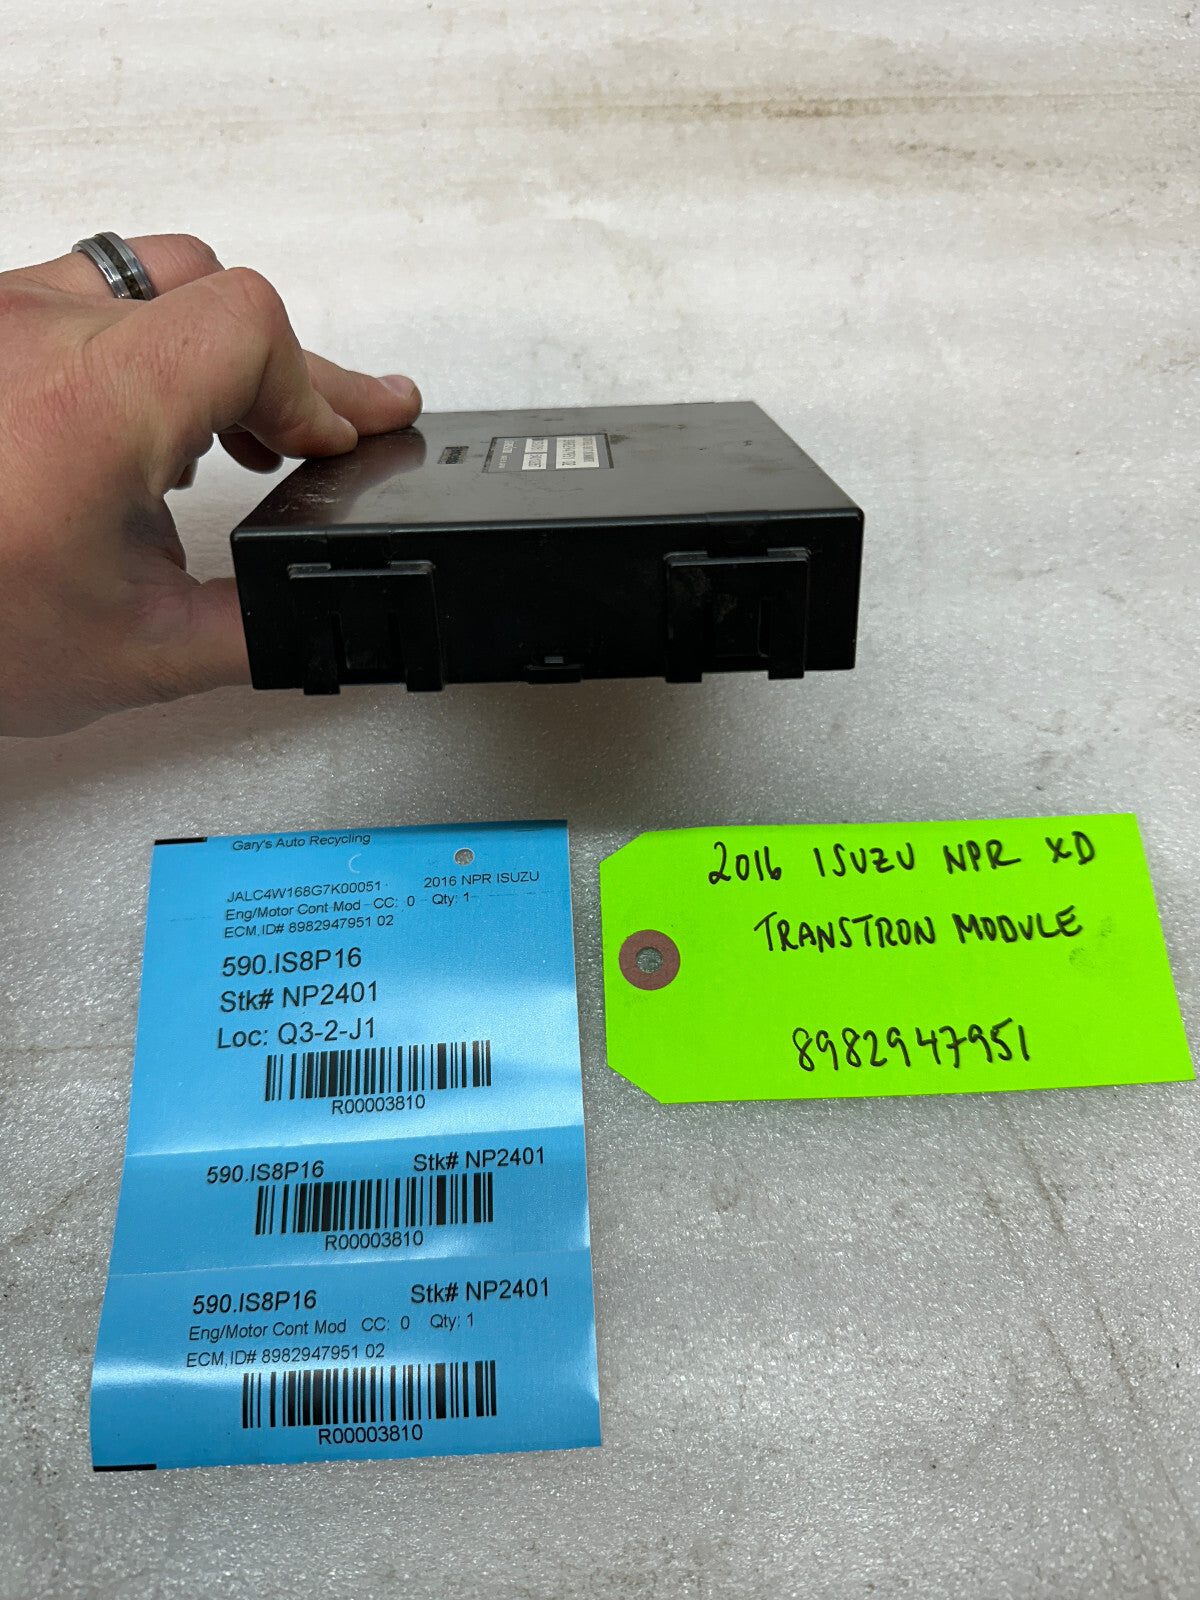 Gary's Auto Recycling
JALC4W168G7K00051 2016 NPR ISUZU
Eng/Motor Cont Mod CC: 0 Qty: 1
ECM,ID# 8982947951 02
590.IS8P16
Stk# NP2401
Loc: Q3-2-J1
R00003810
590.IS8P16 Stk# NP2401
R00003810
590.IS8P16 Stk# NP2401
Eng/Motor Cont Mod CC: 0 Qty: 1
ECM,ID# 8982947951 02
R00003810
2016 ISUZU NPR XD
TRANSTRON MODULE
8982947951